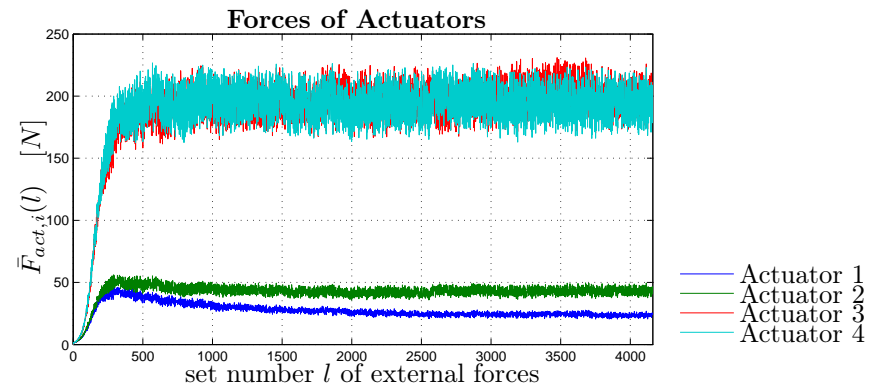 Forces of Actuators
F̄_{act,i}(l) [N]
250
200
150
100
50
0
0 500 1000 1500 2000 2500 3000 3500 4000
set number l of external forces
Actuator 1
Actuator 2
Actuator 3
Actuator 4